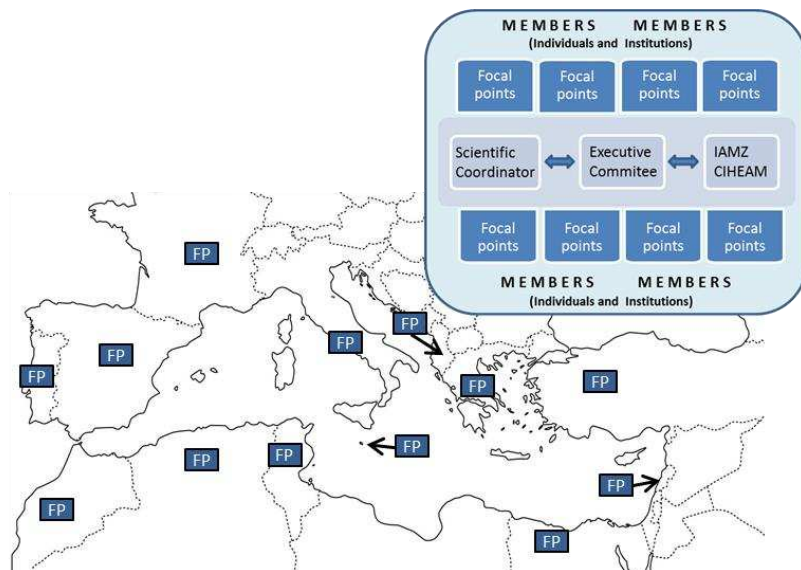 MEMBERS MEMBERS
(Individuals and Institutions)
Focal points Focal points Focal points Focal points
Scientific Coordinator
Executive Commitee
IAMZ CIHEAM
Focal points Focal points Focal points Focal points
MEMBERS MEMBERS
(Individuals and Institutions)
FP
FP
FP
FP
FP
FP
FP
FP
FP
FP
FP
FP
FP